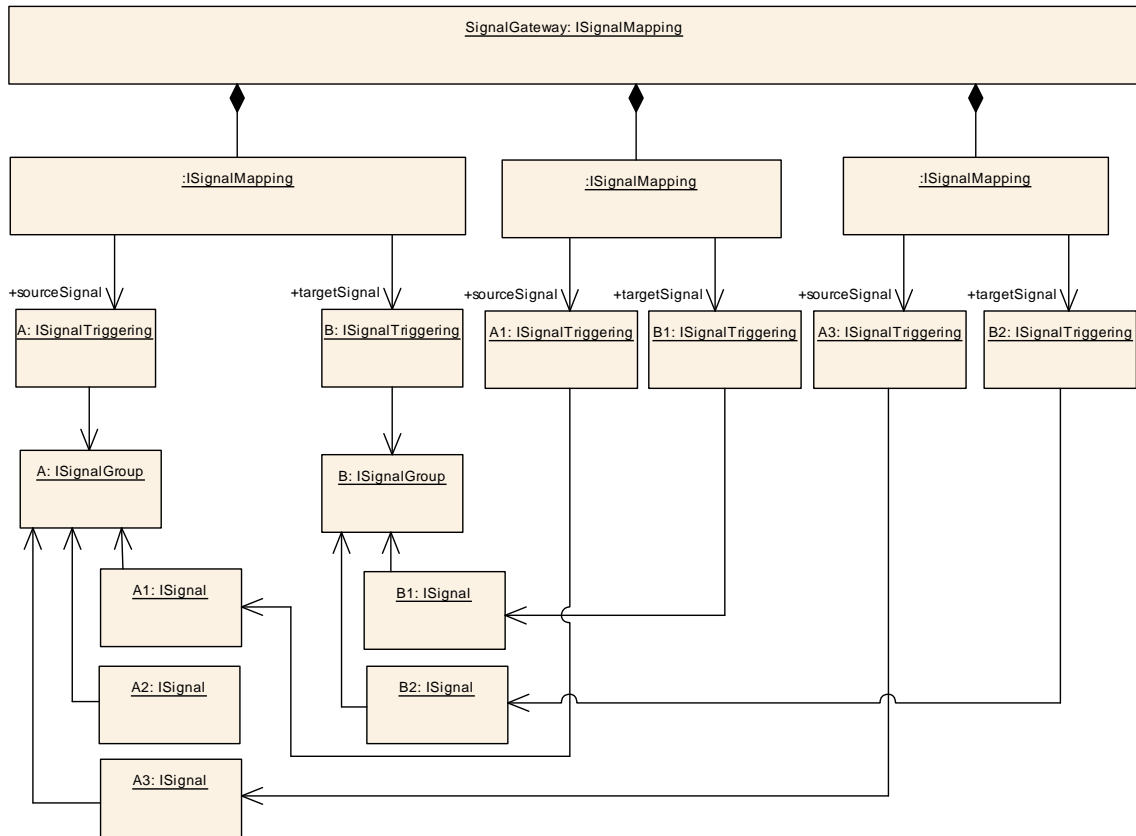 SignalGateway: ISignalMapping
:ISignalMapping
:ISignalMapping
:ISignalMapping
+sourceSignal
+targetSignal
+sourceSignal
+targetSignal
+sourceSignal
+targetSignal
A: ISignalTriggering
B: ISignalTriggering
A1: ISignalTriggering
B1: ISignalTriggering
A3: ISignalTriggering
B2: ISignalTriggering
A: ISignalGroup
B: ISignalGroup
A1: ISignal
B1: ISignal
A2: ISignal
B2: ISignal
A3: ISignal